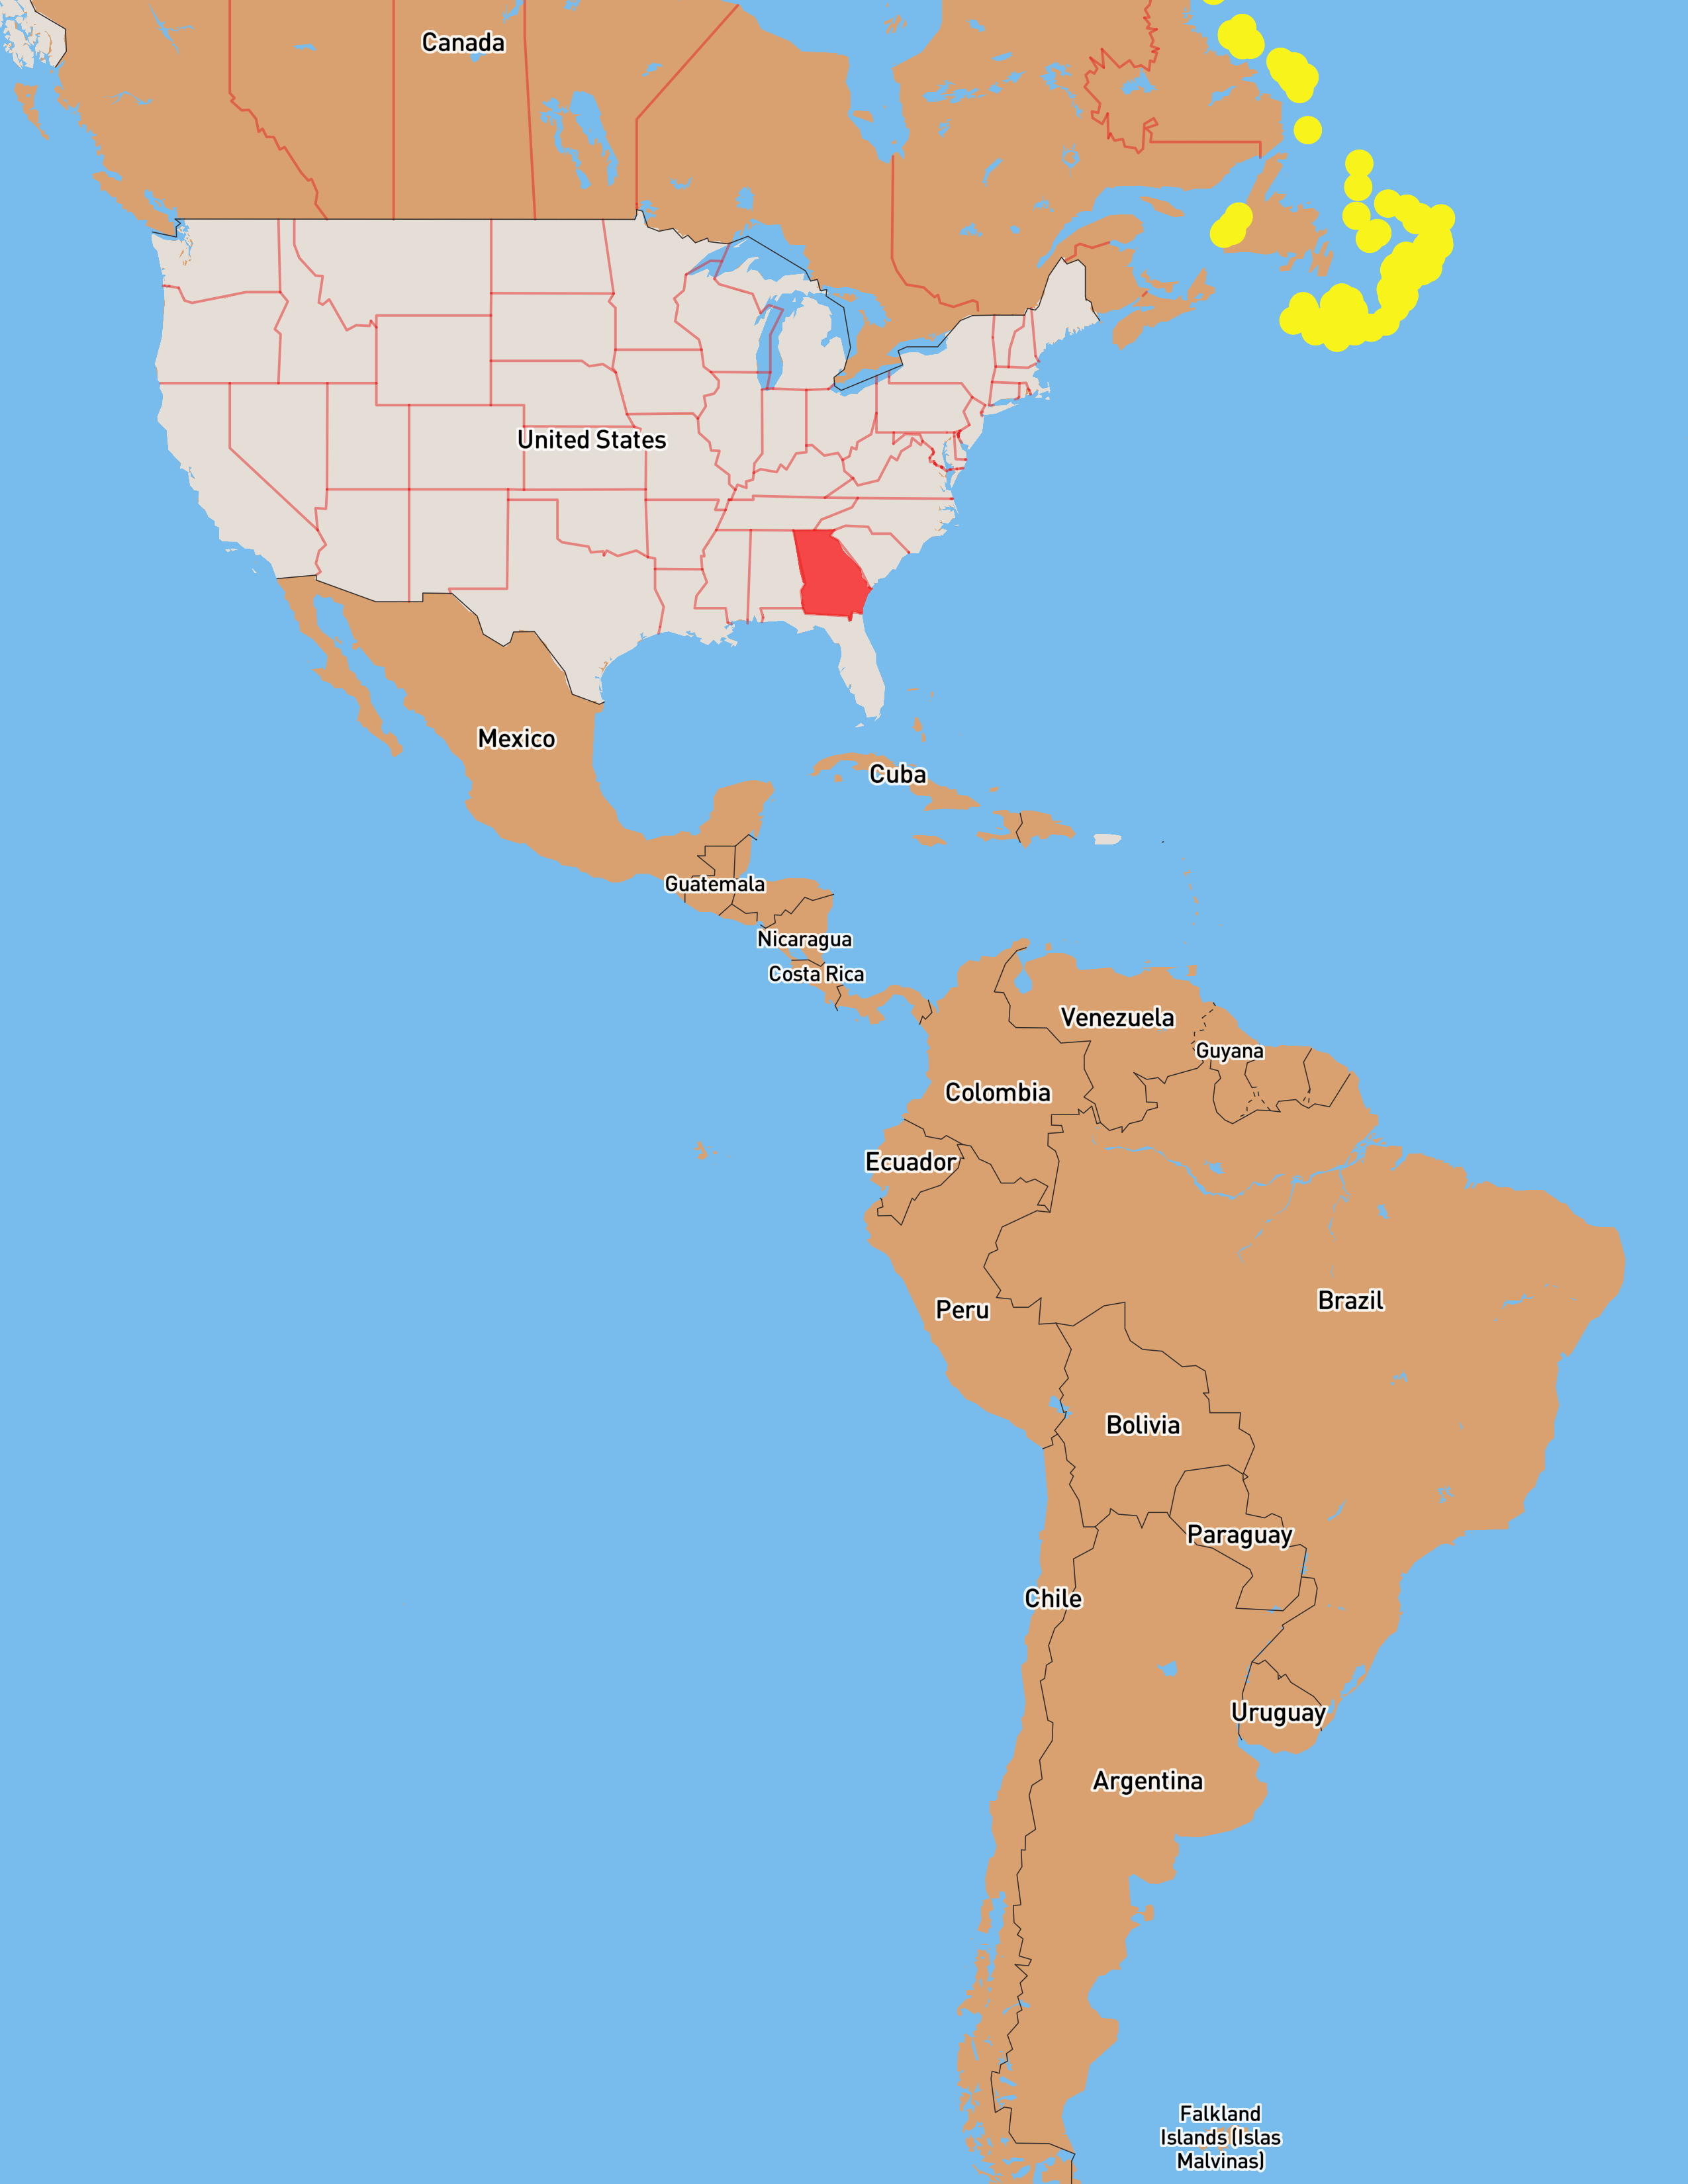 Canada
United States
Mexico
Cuba
Guatemala
Nicaragua
Costa Rica
Venezuela
Guyana
Colombia
Ecuador
Brazil
Peru
Bolivia
Paraguay
Chile
Uruguay
Argentina
Falkland
Islands (Islas
Malvinas)